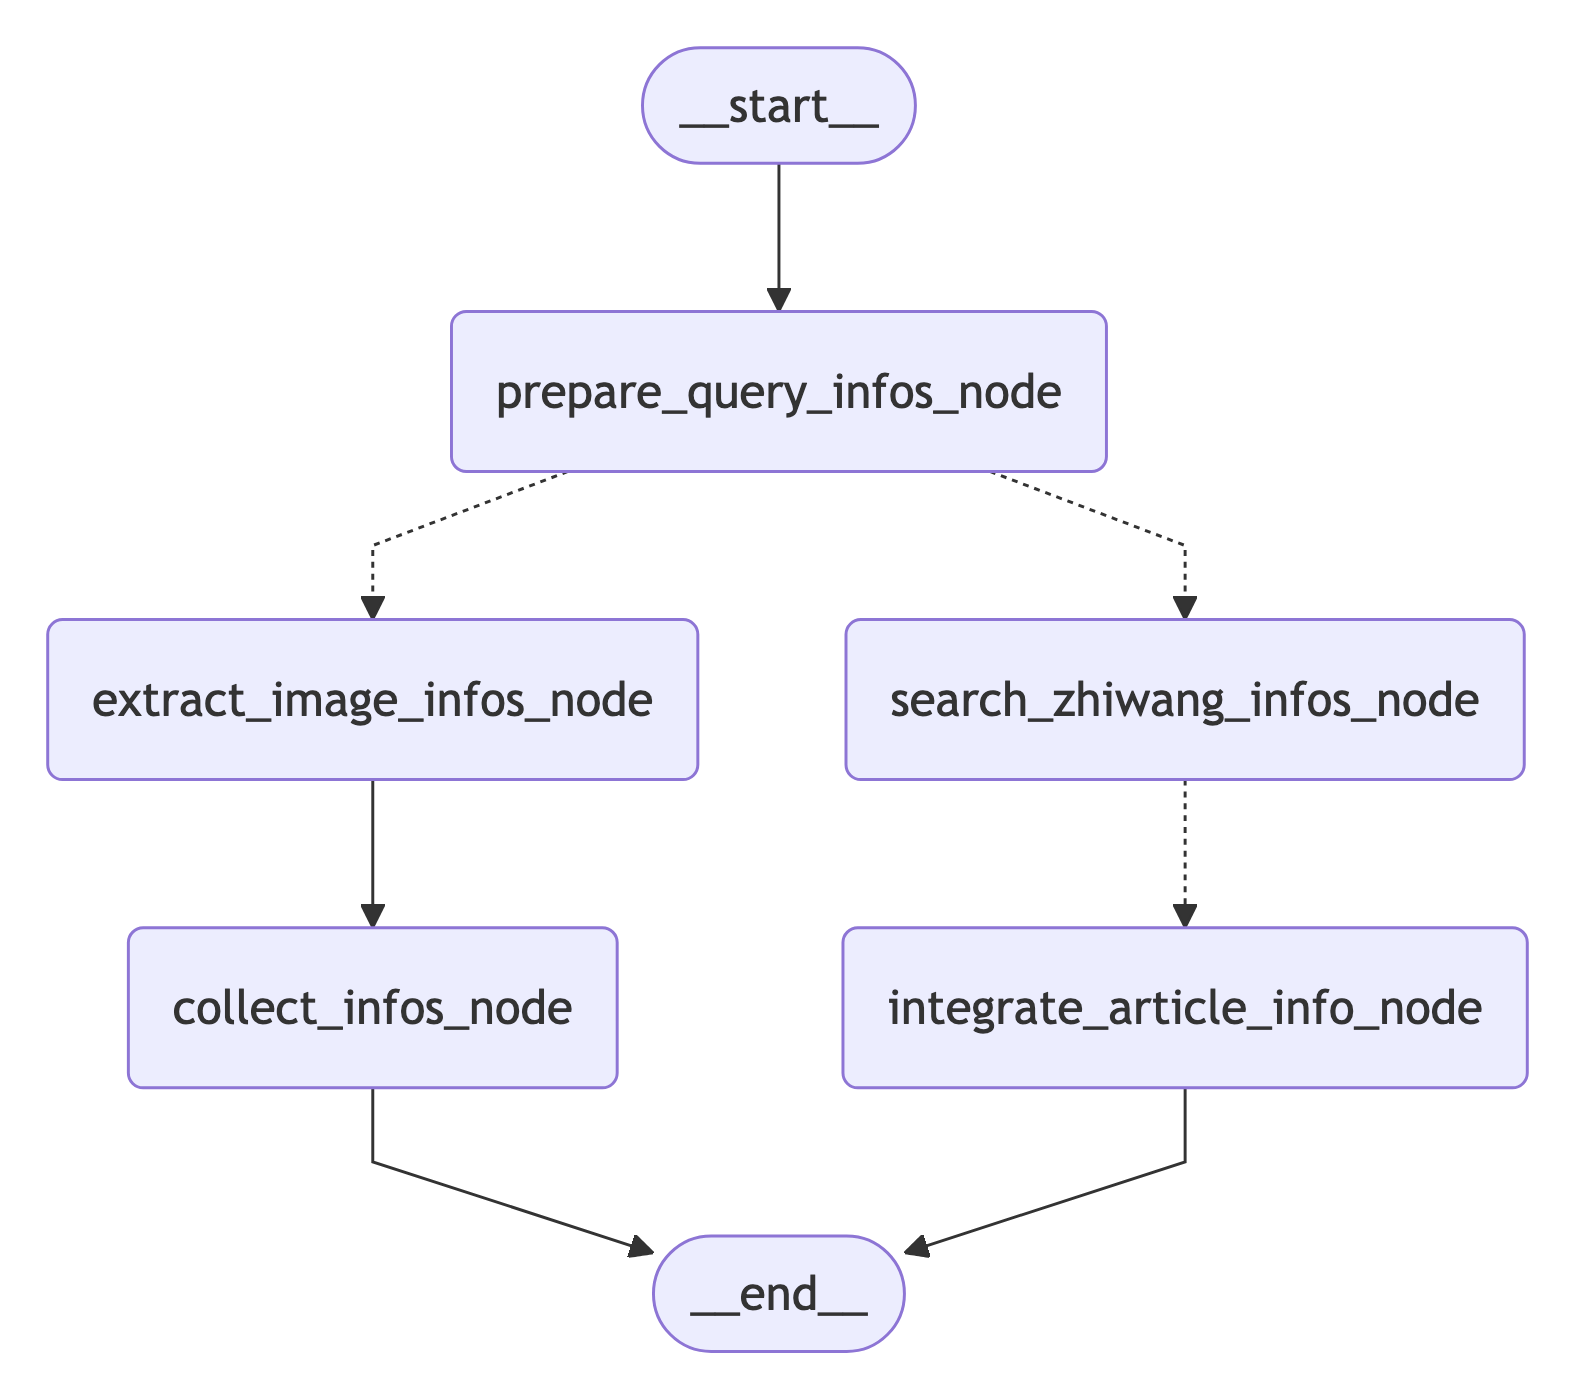 __start__
prepare_query_infos_node
extract_image_infos_node
search_zhiwang_infos_node
collect_infos_node
integrate_article_info_node
__end__